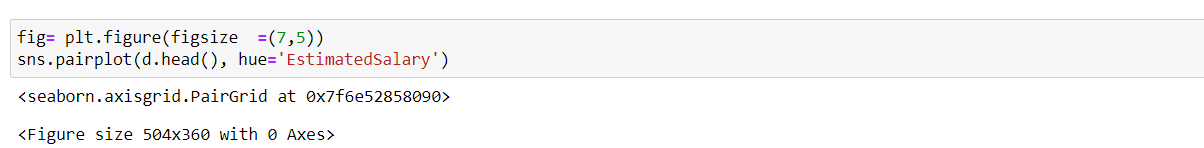 fig= plt.figure(figsize  =(7,5))
sns.pairplot(d.head(), hue='EstimatedSalary')
<seaborn.axisgrid.PairGrid at 0x7f6e52858090>
<Figure size 504x360 with 0 Axes>